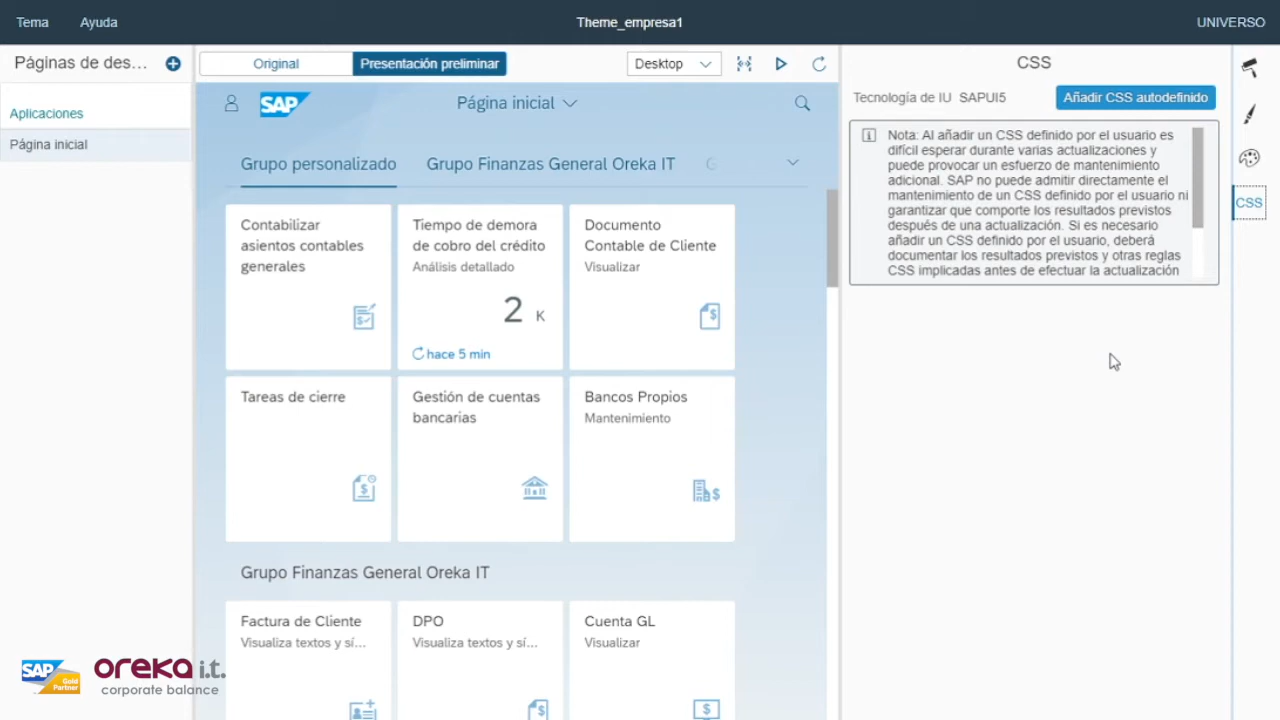 Tema Ayuda Theme_empresa1 UNIVERSO
Páginas de des...
Aplicaciones
Página inicial
Original Presentación preliminar Desktop
SAP Página inicial
Grupo personalizado Grupo Finanzas General Oreka IT G
Contabilizar
asientos contables
generales
Tiempo de demora
de cobro del crédito
Análisis detallado
2 K
hace 5 min
Documento
Contable de Cliente
Visualizar
Tareas de cierre
Gestión de cuentas
bancarias
Bancos Propios
Mantenimiento
Grupo Finanzas General Oreka IT
Factura de Cliente
Visualiza textos y sí...
DPO
Visualiza textos y sí...
Cuenta GL
Visualizar
CSS
Tecnología de IU SAPUI5 Añadir CSS autodefinido
Nota: Al añadir un CSS definido por el usuario es
difícil esperar durante varias actualizaciones y
puede provocar un esfuerzo de mantenimiento
adicional. SAP no puede admitir directamente el
mantenimiento de un CSS definido por el usuario ni
garantizar que comporte los resultados previstos
después de una actualización. Si es necesario
añadir un CSS definido por el usuario, deberá
documentar los resultados previstos y otras reglas
CSS implicadas antes de efectuar la actualización
CSS
SAP Gold
Partner
oreka i.t.
corporate balance